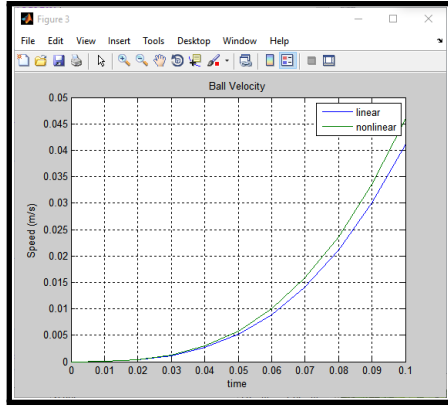 Figure 3
File Edit View Insert Tools Desktop Window Help
Ball Velocity
0.05
0.045
0.04
0.035
0.03
0.025
0.02
0.015
0.01
0.005
0
Speed (m/s)
linear
nonlinear
0 0.01 0.02 0.03 0.04 0.05 0.06 0.07 0.08 0.09 0.1
time